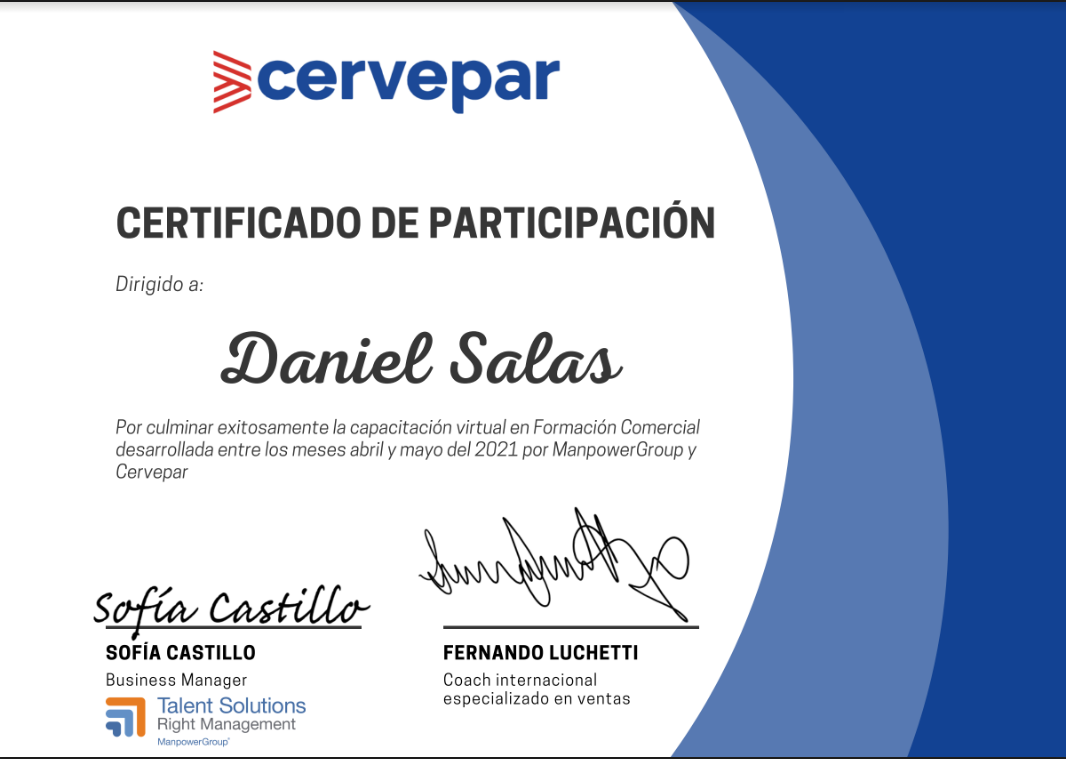 cervepar
CERTIFICADO DE PARTICIPACIÓN
Dirigido a:
Daniel Salas
Por culminar exitosamente la capacitación virtual en Formación Comercial
desarrollada entre los meses abril y mayo del 2021 por ManpowerGroup y
Cervepar
Sofía Castillo
SOFÍA CASTILLO
Business Manager
Talent Solutions
Right Management
ManpowerGroup
FERNANDO LUCHETTI
Coach internacional
especializado en ventas